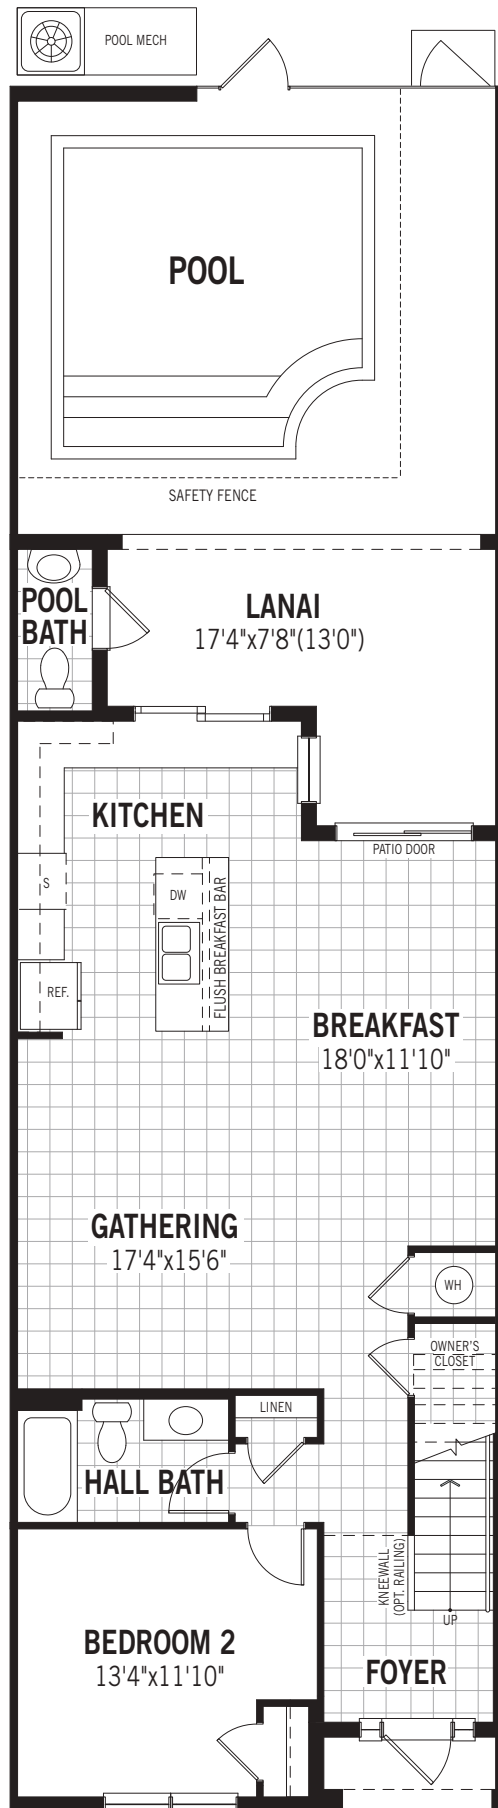 POOL MECH
POOL
SAFETY FENCE
POOL
BATH
LANAI
17'4"x7'8"(13'0")
KITCHEN
PATIO DOOR
S
DW
FLUSH BREAKFAST BAR
REF.
BREAKFAST
18'0"x11'10"
GATHERING
17'4"x15'6"
WH
OWNER'S
CLOSET
LINEN
HALL BATH
KNEEWALL
(OPT. RAILING)
UP
BEDROOM 2
13'4"x11'10"
FOYER